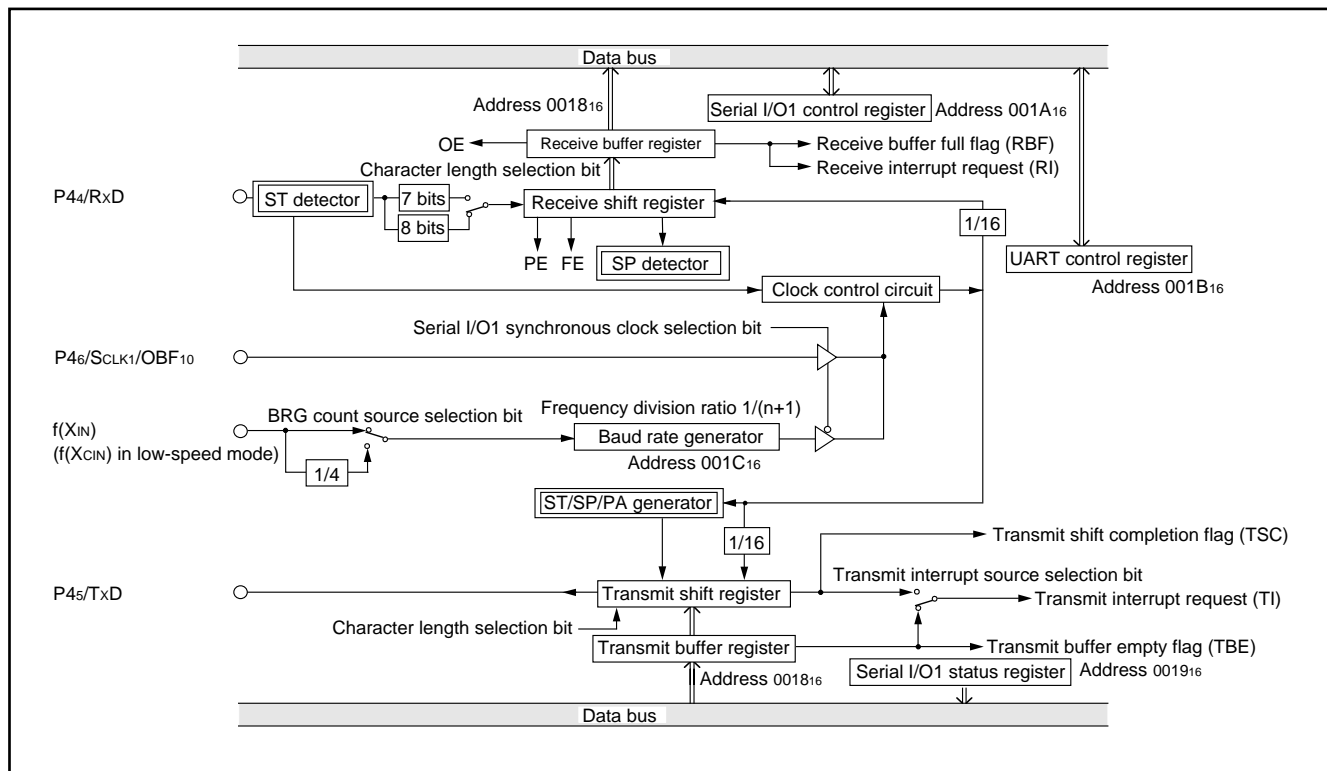 Data bus
Address 0018₁₆
Serial I/O1 control register
Address 001A₁₆
OE
Receive buffer register
Receive buffer full flag (RBF)
Receive interrupt request (RI)
Character length selection bit
P4₄/RxD
ST detector
7 bits
8 bits
Receive shift register
1/16
PE
FE
SP detector
UART control register
Address 001B₁₆
Clock control circuit
Serial I/O1 synchronous clock selection bit
P4₆/SCLK1/OBF₁₀
BRG count source selection bit
Frequency division ratio 1/(n+1)
f(XIN)
(f(XCIN) in low-speed mode)
Baud rate generator
Address 001C₁₆
1/4
ST/SP/PA generator
1/16
Transmit shift completion flag (TSC)
Transmit interrupt source selection bit
P4₅/TxD
Transmit shift register
Transmit interrupt request (TI)
Character length selection bit
Transmit buffer register
Transmit buffer empty flag (TBE)
Address 0018₁₆
Serial I/O1 status register
Address 0019₁₆
Data bus